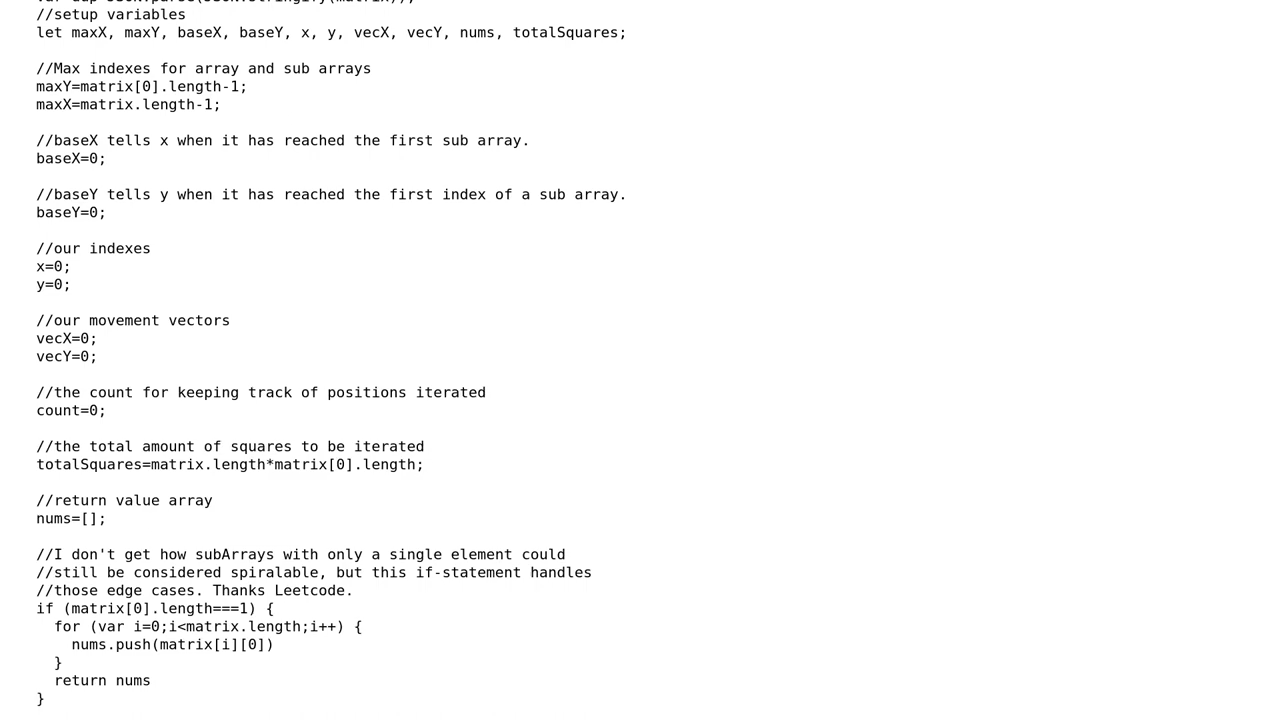 //setup variables
let maxX, maxY, baseX, baseY, x, y, vecX, vecY, nums, totalSquares;
//Max indexes for array and sub arrays
maxY=matrix[0].length-1;
maxX=matrix.length-1;
//baseX tells x when it has reached the first sub array.
baseX=0;
//baseY tells y when it has reached the first index of a sub array.
baseY=0;
//our indexes
x=0;
y=0;
//our movement vectors
vecX=0;
vecY=0;
//the count for keeping track of positions iterated
count=0;
//the total amount of squares to be iterated
totalSquares=matrix.length*matrix[0].length;
//return value array
nums=[];
//I don't get how subArrays with only a single element could
//still be considered spiralable, but this if-statement handles
//those edge cases. Thanks Leetcode.
if (matrix[0].length===1) {
  for (var i=0;i<matrix.length;i++) {
    nums.push(matrix[i][0])
  }
  return nums
}